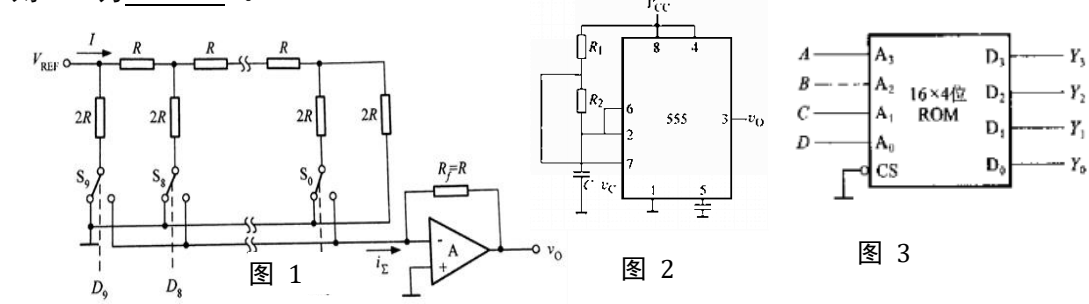 I
R
R
R
V_REF
2R
2R
2R
2R
S_9
S_8
S_0
R_f=R
A
-
+
i_Σ
v_O
D_9
D_8
图 1
V_CC
R_1
R_2
8
4
6
2
7
555
3
v_O
C
v_C
1
5
图 2
A
B
C
D
A_3
A_2
A_1
A_0
CS
16×4位
ROM
D_3
D_2
D_1
D_0
Y_3
Y_2
Y_1
Y_0
图 3